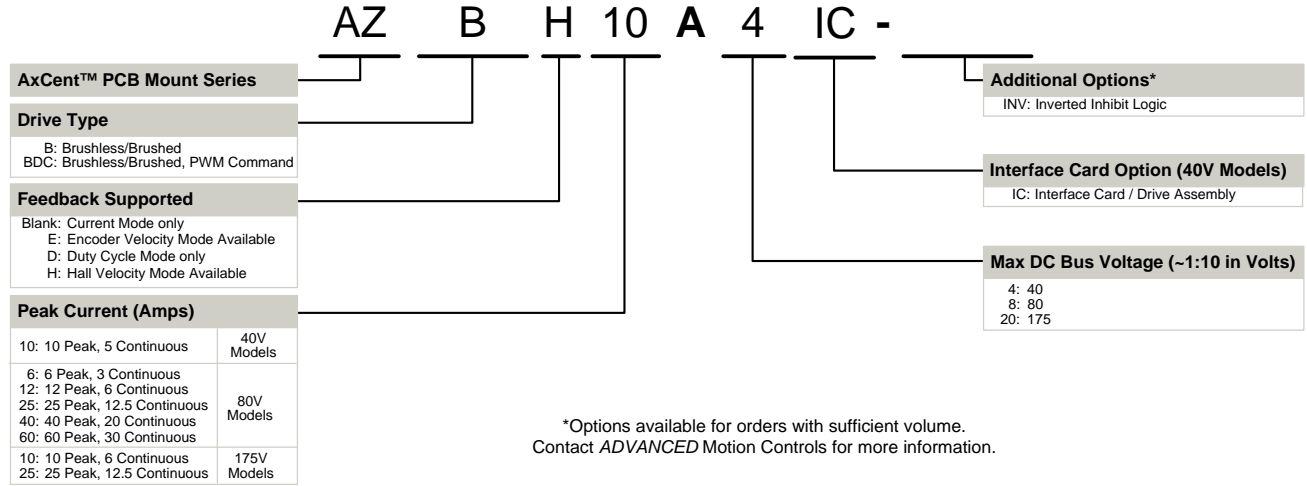 AZ B H 10 A 4 IC -
AxCent™ PCB Mount Series
Drive Type
B: Brushless/Brushed
BDC: Brushless/Brushed, PWM Command
Feedback Supported
Blank: Current Mode only
E: Encoder Velocity Mode Available
D: Duty Cycle Mode only
H: Hall Velocity Mode Available
Peak Current (Amps)
10: 10 Peak, 5 Continuous
40V
Models
6: 6 Peak, 3 Continuous
12: 12 Peak, 6 Continuous
25: 25 Peak, 12.5 Continuous
40: 40 Peak, 20 Continuous
60: 60 Peak, 30 Continuous
80V
Models
10: 10 Peak, 6 Continuous
25: 25 Peak, 12.5 Continuous
175V
Models
Additional Options*
INV: Inverted Inhibit Logic
Interface Card Option (40V Models)
IC: Interface Card / Drive Assembly
Max DC Bus Voltage (~1:10 in Volts)
4: 40
8: 80
20: 175
*Options available for orders with sufficient volume.
Contact ADVANCED Motion Controls for more information.